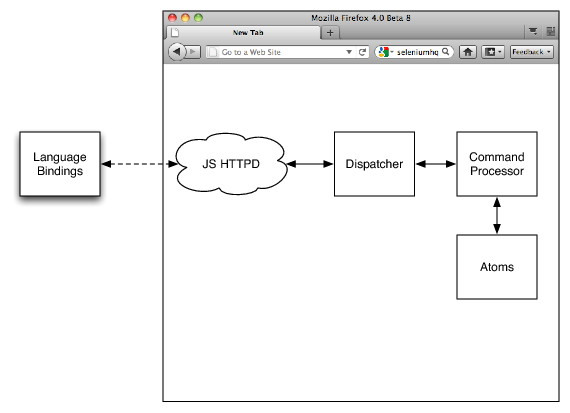 Mozilla Firefox 4.0 Beta 8
New Tab
Go to a Web Site
seleniumhq
Feedback
Language
Bindings
JS HTTPD
Dispatcher
Command
Processor
Atoms